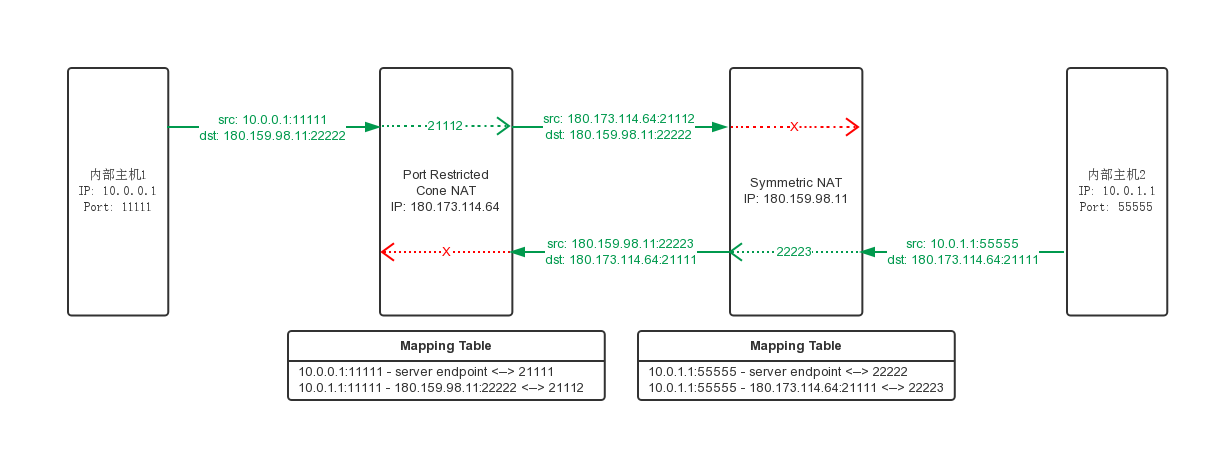 内部主机1
IP: 10.0.0.1
Port: 11111
src: 10.0.0.1:11111
dst: 180.159.98.11:22222
21112
Port Restricted
Cone NAT
IP: 180.173.114.64
X
src: 180.173.114.64:21112
dst: 180.159.98.11:22222
src: 180.159.98.11:22223
dst: 180.173.114.64:21111
X
Symmetric NAT
IP: 180.159.98.11
22223
src: 10.0.1.1:55555
dst: 180.173.114.64:21111
内部主机2
IP: 10.0.1.1
Port: 55555
Mapping Table
10.0.0.1:11111 - server endpoint <--> 21111
10.0.1.1:11111 - 180.159.98.11:22222 <--> 21112
Mapping Table
10.0.1.1:55555 - server endpoint <--> 22222
10.0.1.1:55555 - 180.173.114.64:21111 <--> 22223